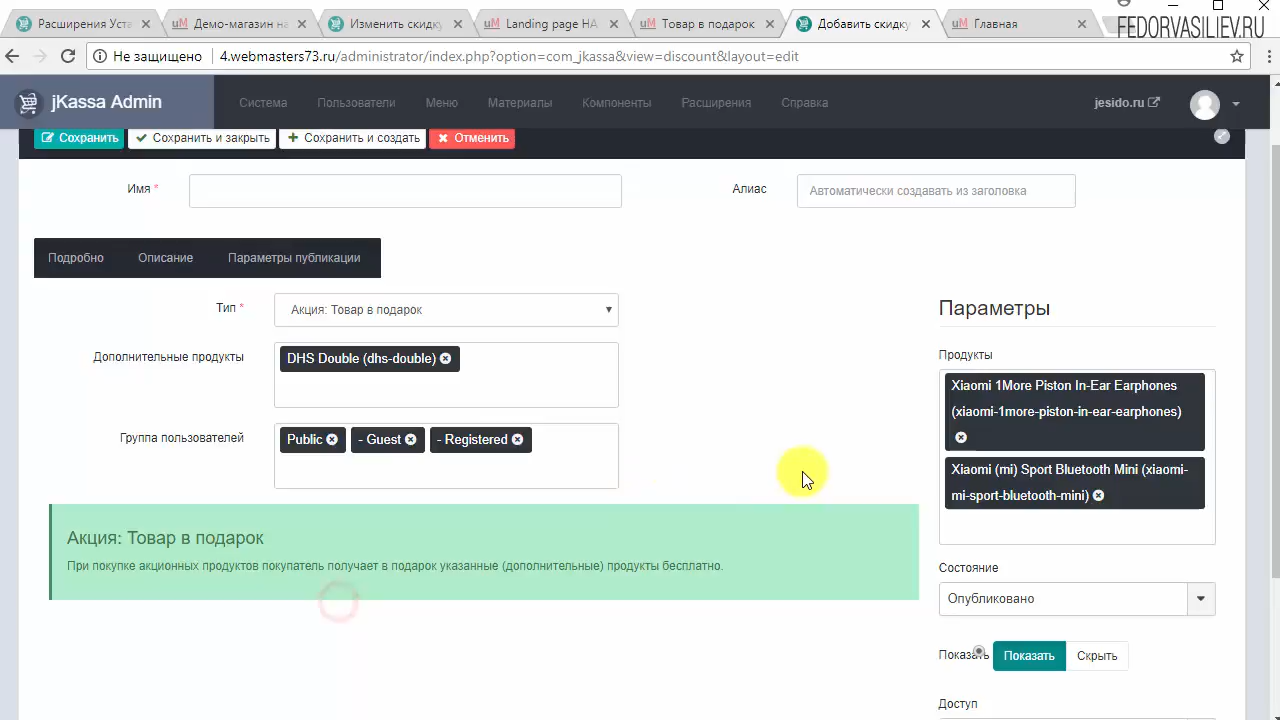 Расширения Уста
Демо-магазин на
Изменить скидку
Landing page HA
Товар в подарок
Добавить скидку
Главная
FEDORVASILIEV.RU
Не защищено
4.webmasters73.ru/administrator/index.php?option=com_jkassa&view=discount&layout=edit
jKassa Admin
Система
Пользователи
Меню
Материалы
Компоненты
Расширения
Справка
jesido.ru
Сохранить
Сохранить и закрыть
Сохранить и создать
Отменить
Имя *
Алиас
Автоматически создавать из заголовка
Подробно
Описание
Параметры публикации
Тип *
Акция: Товар в подарок
Дополнительные продукты
DHS Double (dhs-double)
Группа пользователей
Public
- Guest
- Registered
Акция: Товар в подарок
При покупке акционных продуктов покупатель получает в подарок указанные (дополнительные) продукты бесплатно.
Параметры
Продукты
Xiaomi 1More Piston In-Ear Earphones
(xiaomi-1more-piston-in-ear-earphones)
Xiaomi (mi) Sport Bluetooth Mini (xiaomi-
mi-sport-bluetooth-mini)
Состояние
Опубликовано
Показать
Показать
Скрыть
Доступ